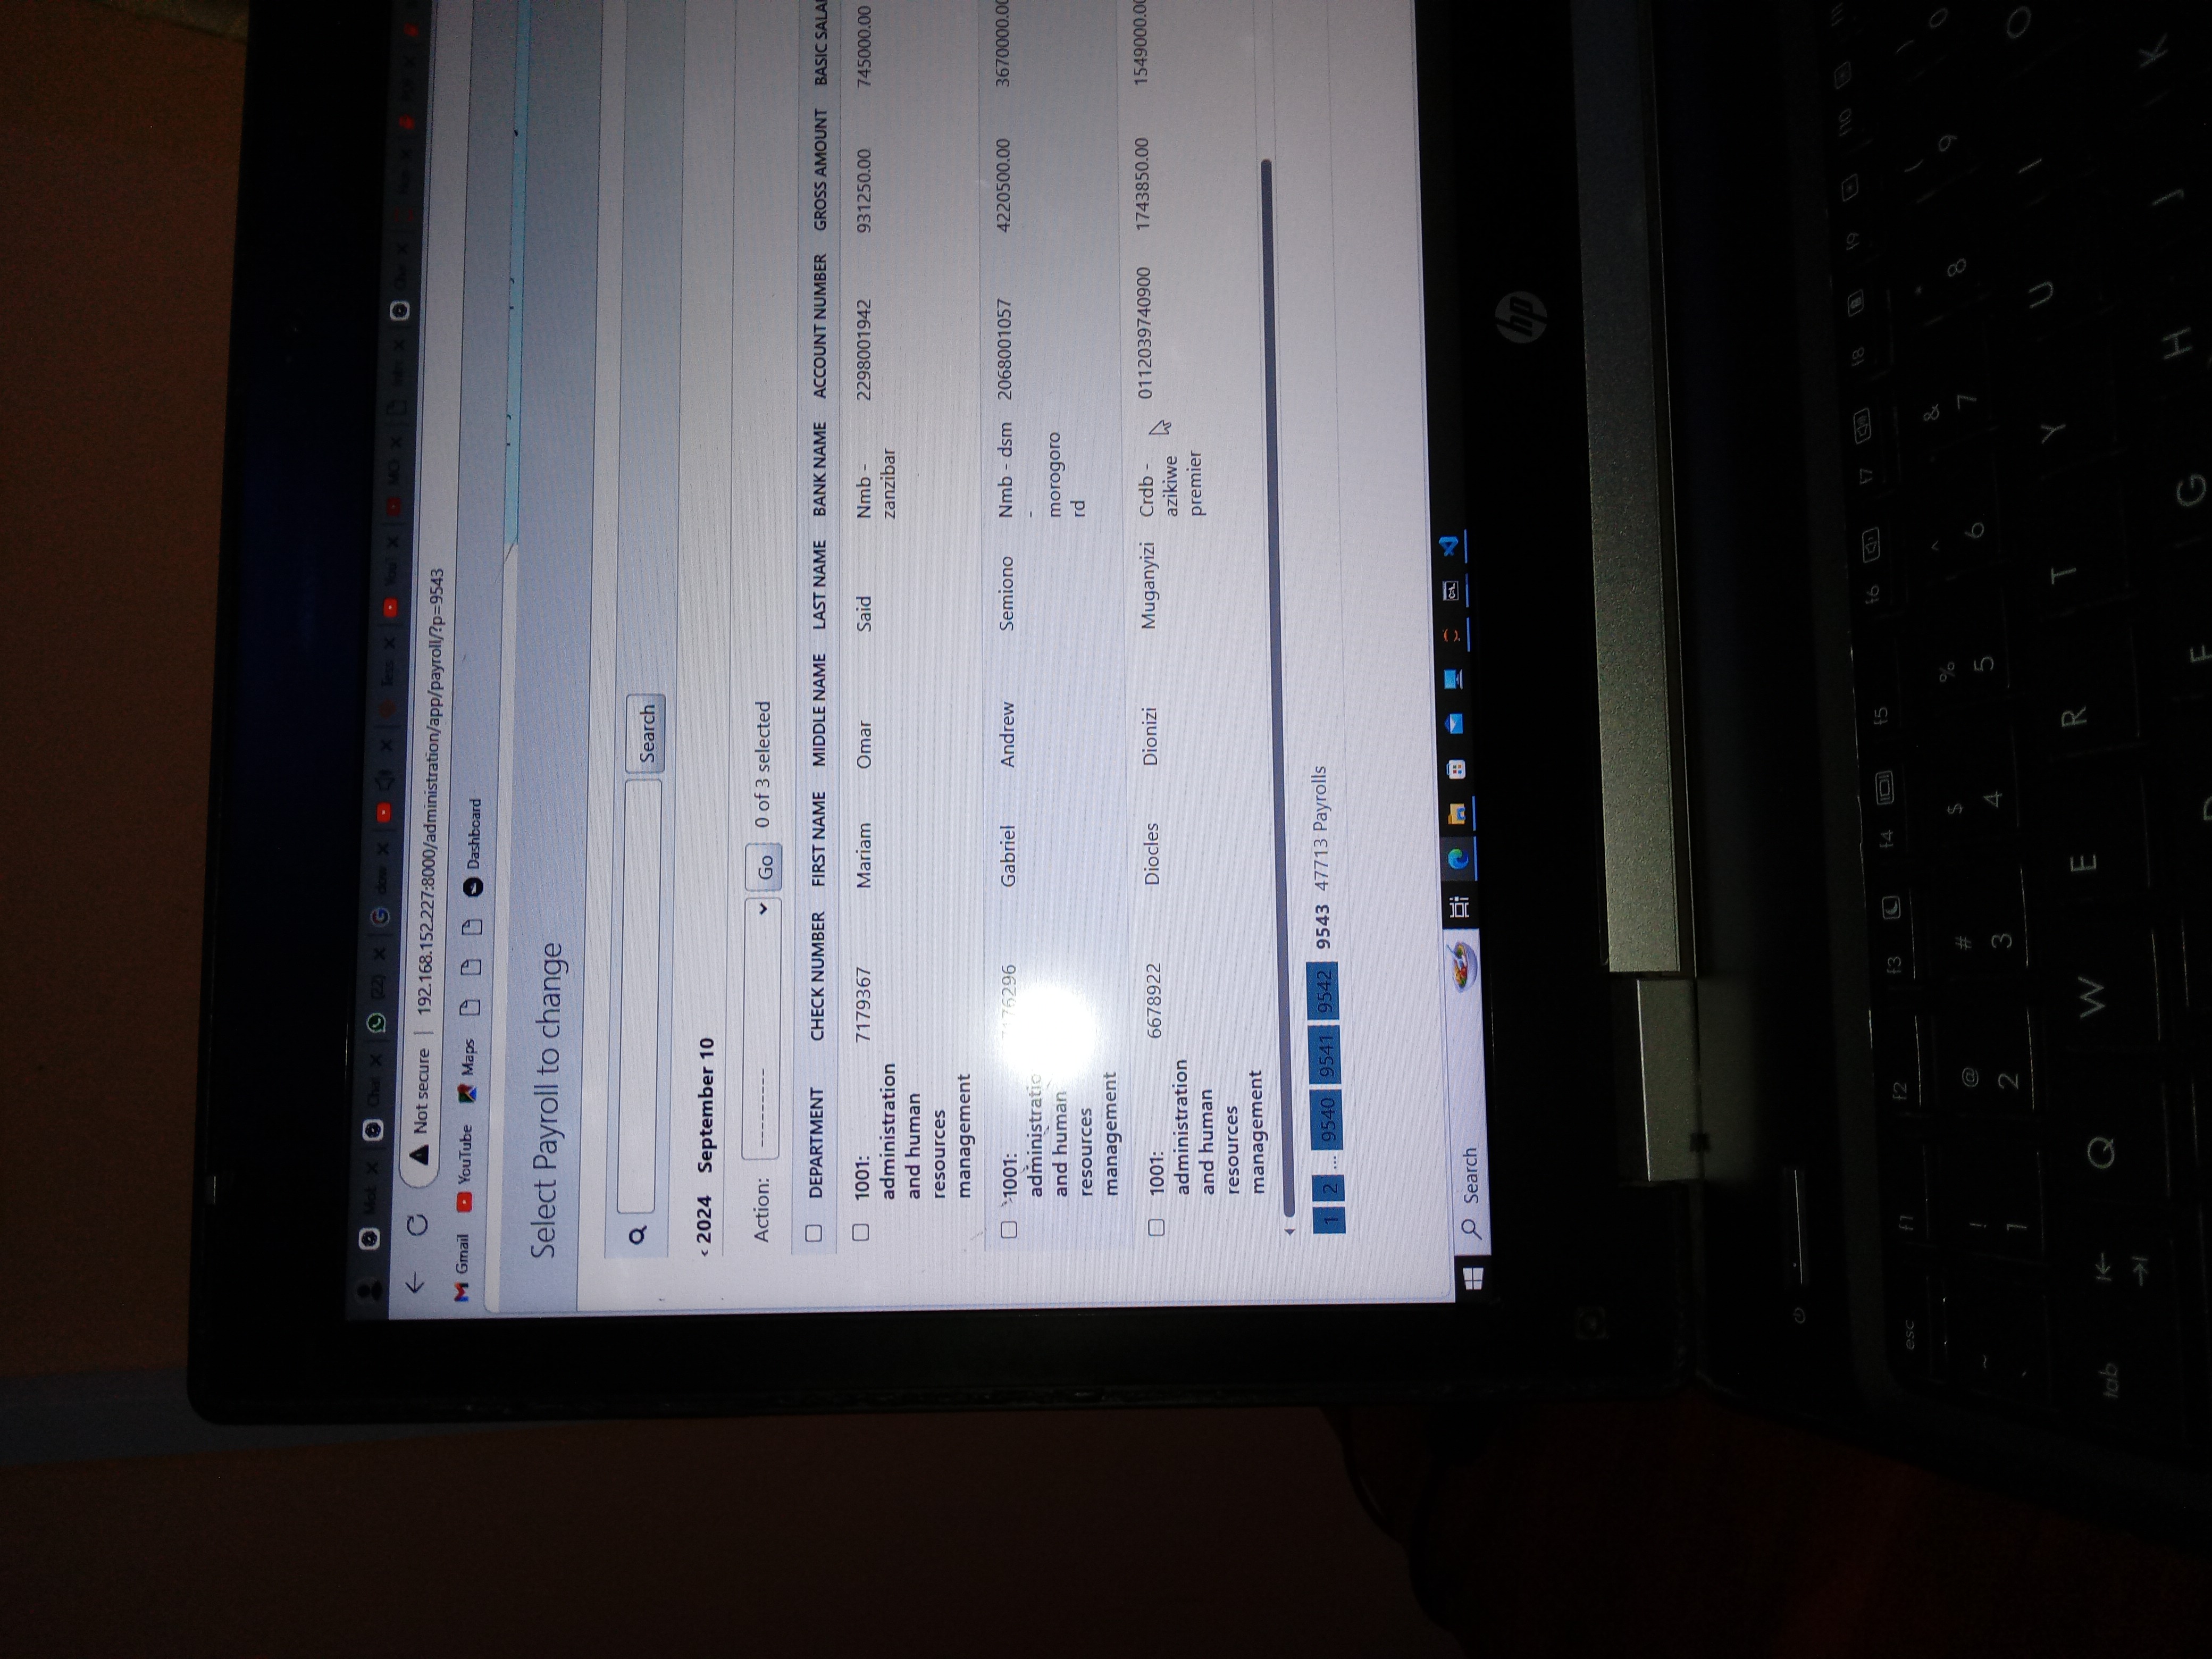 Not secure | 192.168.152.227:8000/administration/app/payroll/?p=9543
Gmail YouTube Maps Dashboard
Select Payroll to change
Search
‹ 2024 September 10
Action: --------- Go 0 of 3 selected
DEPARTMENT CHECK NUMBER FIRST NAME MIDDLE NAME LAST NAME BANK NAME ACCOUNT NUMBER GROSS AMOUNT
1001: 7179367 Mariam Omar Said Nmb - 2298001942 931250.00 745000.00
administration zanzibar
and human
resources
management
1001: Gabriel Andrew Semiono Nmb - dsm 2068001057 4220500.00
-
and human morogoro
resources rd
management
1001: 6678922 Diocles Dionizi Muganyizi Crdb - 0112039740900 1743850.00
administration azikiwe
and human premier
resources
management
1 2 ... 9540 9541 9542 9543 47713 Payrolls
Search
hp
esc f1 f2 f3 f4 f5 f6 f7 f8 f9 f10
~ ! @ # $ % ^ & ( )
1 2 3 4 5 6 7 8 9 0
tab Q W E R T Y U I O
F G H J K